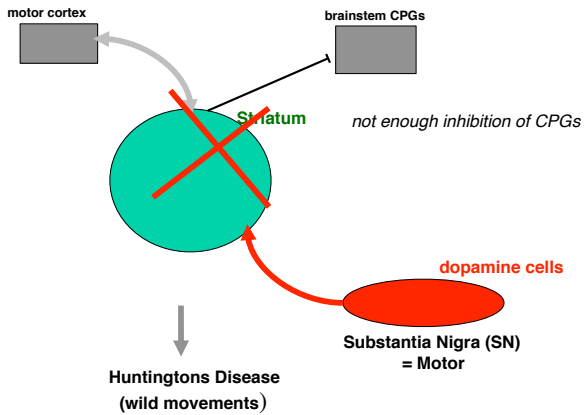 motor cortex
brainstem CPGs
Striatum
not enough inhibition of CPGs
dopamine cells
Substantia Nigra (SN)
= Motor
Huntingtons Disease
(wild movements)